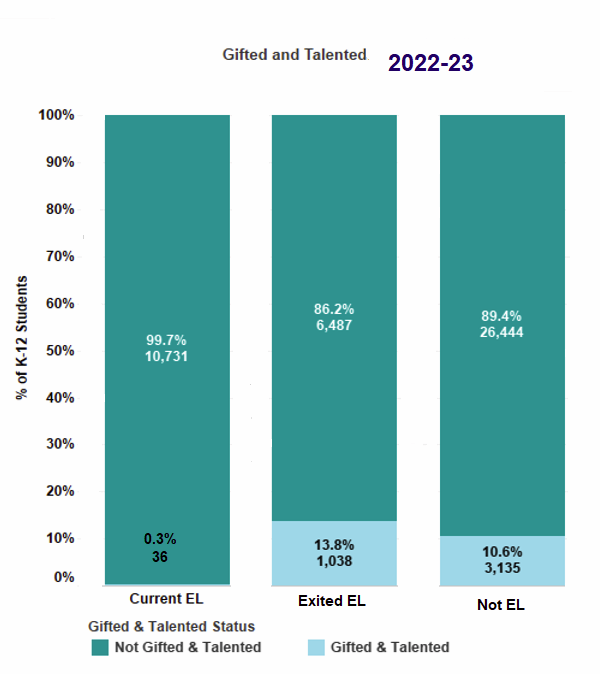 Gifted and Talented 2022-23
100%
90%
80%
70%
60%
50%
40%
30%
20%
10%
0%
% of K-12 Students
99.7%
10,731
0.3%
36
86.2%
6,487
13.8%
1,038
89.4%
26,444
10.6%
3,135
Current EL
Exited EL
Not EL
Gifted & Talented Status
Not Gifted & Talented
Gifted & Talented